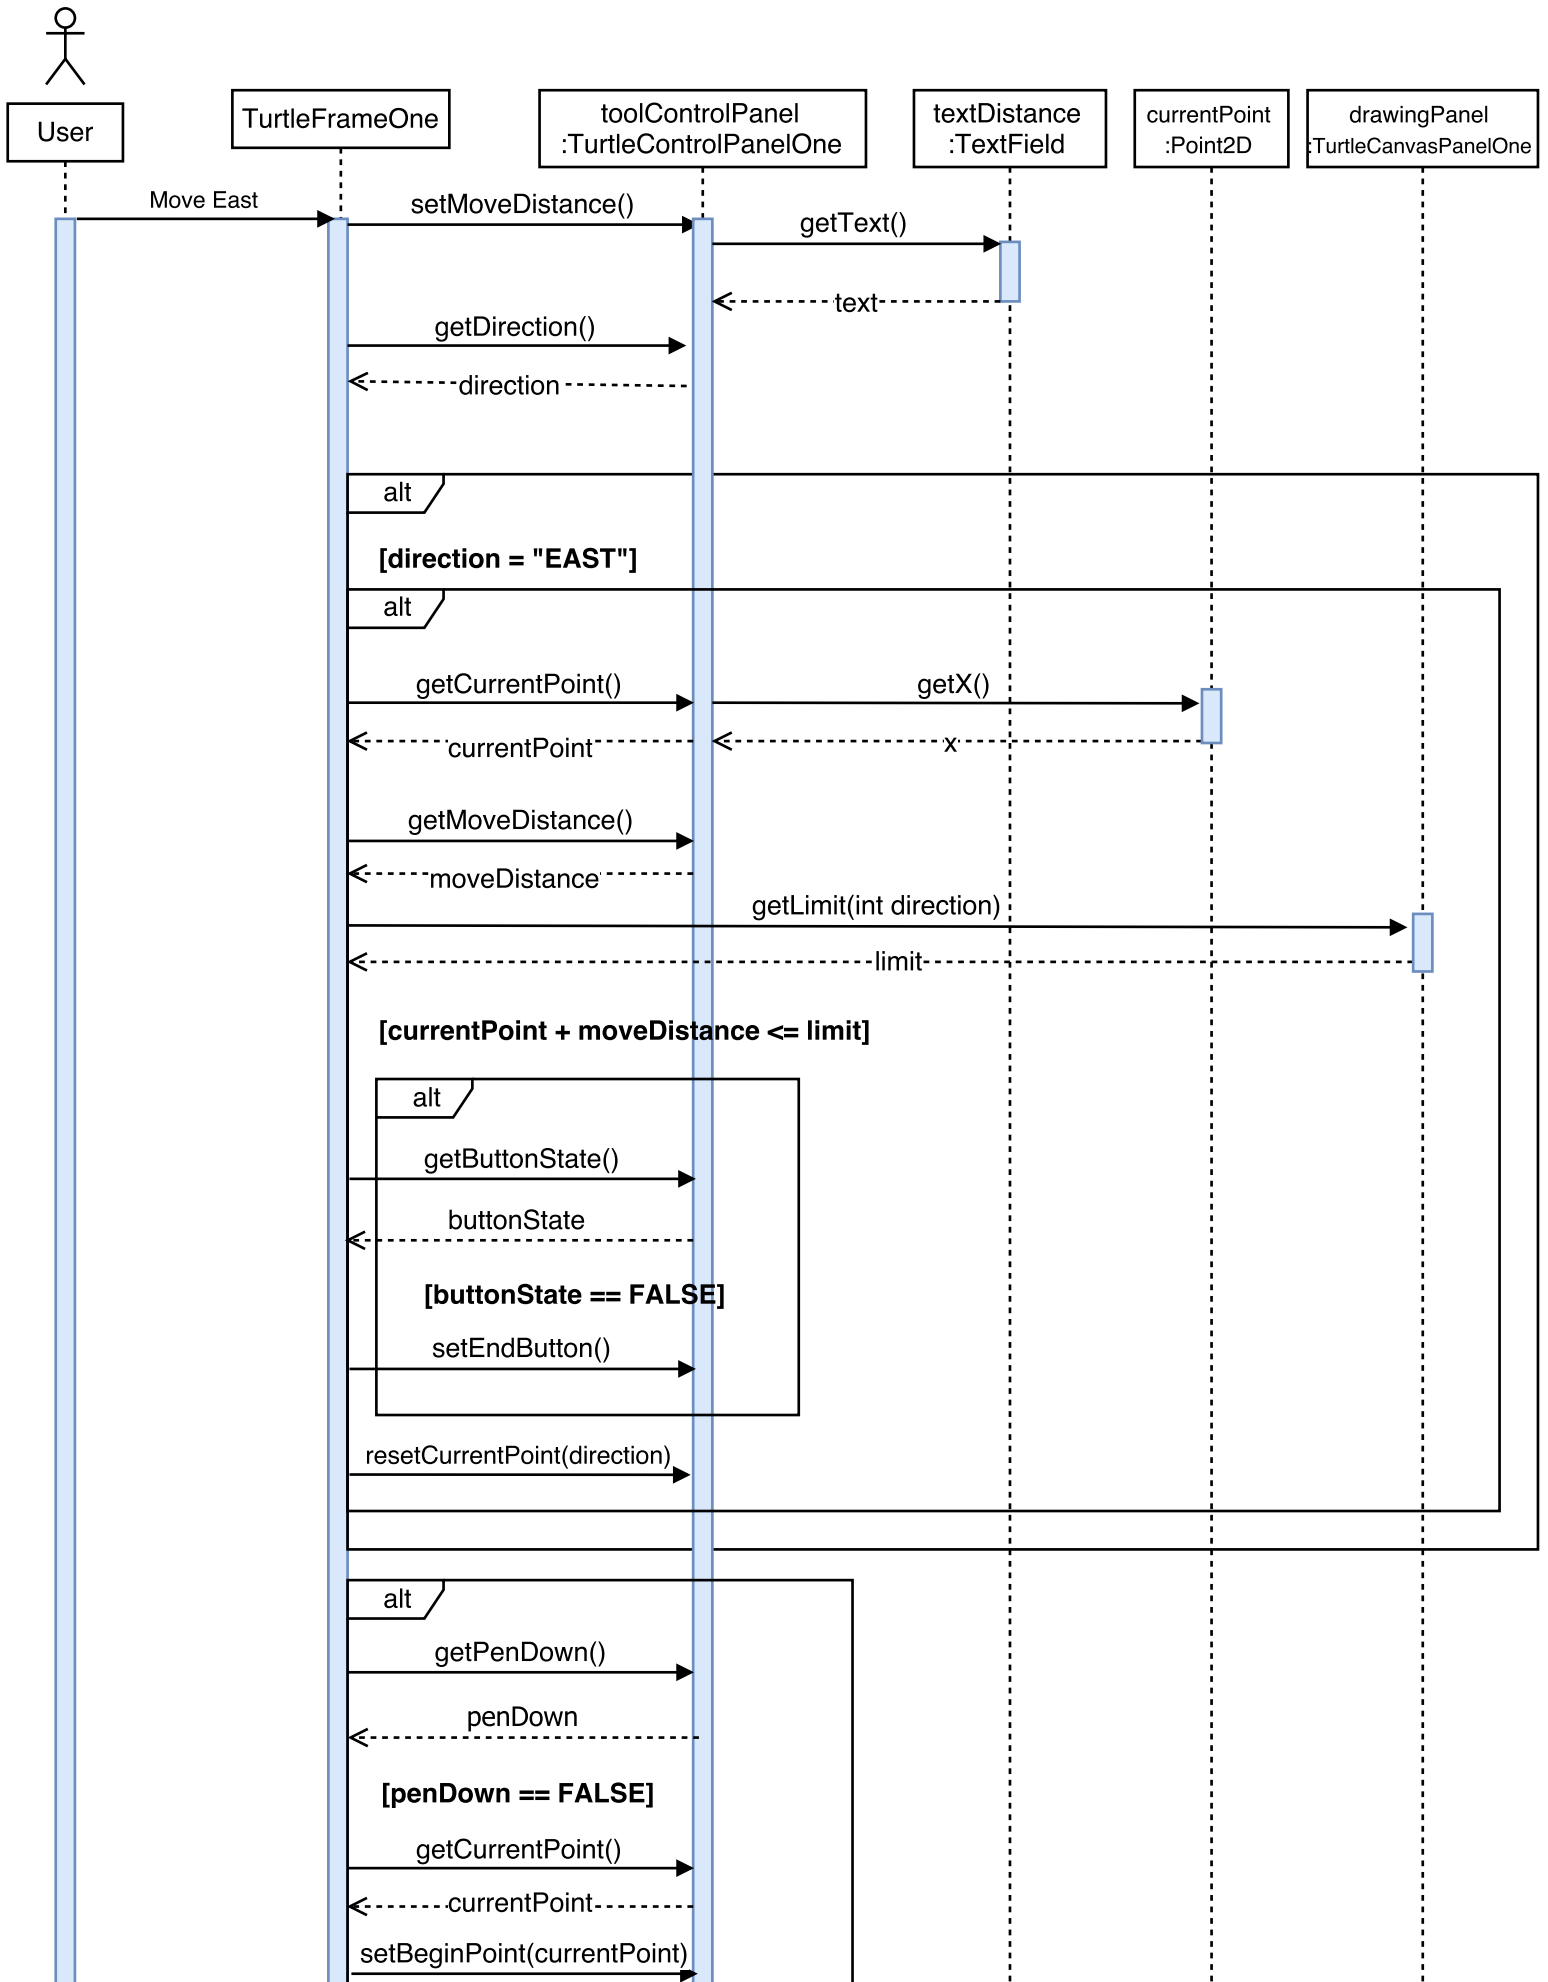 User
TurtleFrameOne
toolControlPanel
:TurtleControlPanelOne
textDistance
:TextField
currentPoint
:Point2D
drawingPanel
:TurtleCanvasPanelOne
Move East
setMoveDistance()
getText()
text
getDirection()
direction
alt
[direction = "EAST"]
alt
getCurrentPoint()
getX()
currentPoint
x
getMoveDistance()
moveDistance
getLimit(int direction)
limit
[currentPoint + moveDistance <= limit]
alt
getButtonState()
buttonState
[buttonState == FALSE]
setEndButton()
resetCurrentPoint(direction)
alt
getPenDown()
penDown
[penDown == FALSE]
getCurrentPoint()
currentPoint
setBeginPoint(currentPoint)